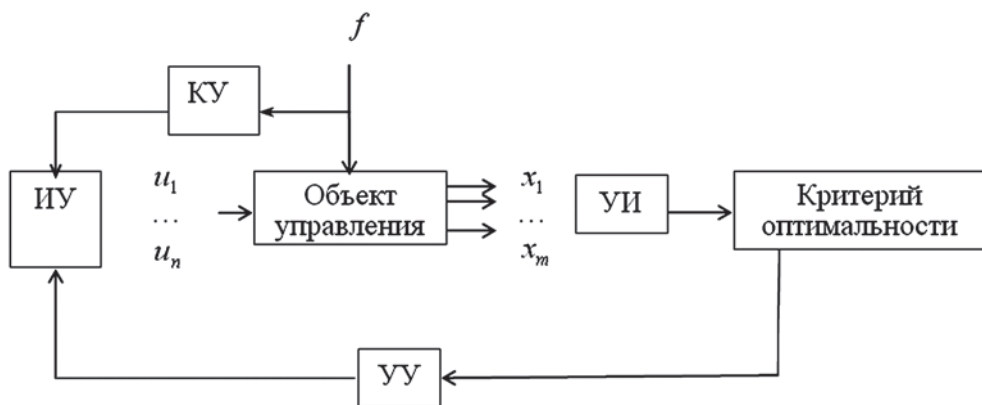 f
КУ
ИУ
u₁
...
uₙ
Объект
управления
x₁
...
xₘ
УИ
Критерий
оптимальности
УУ